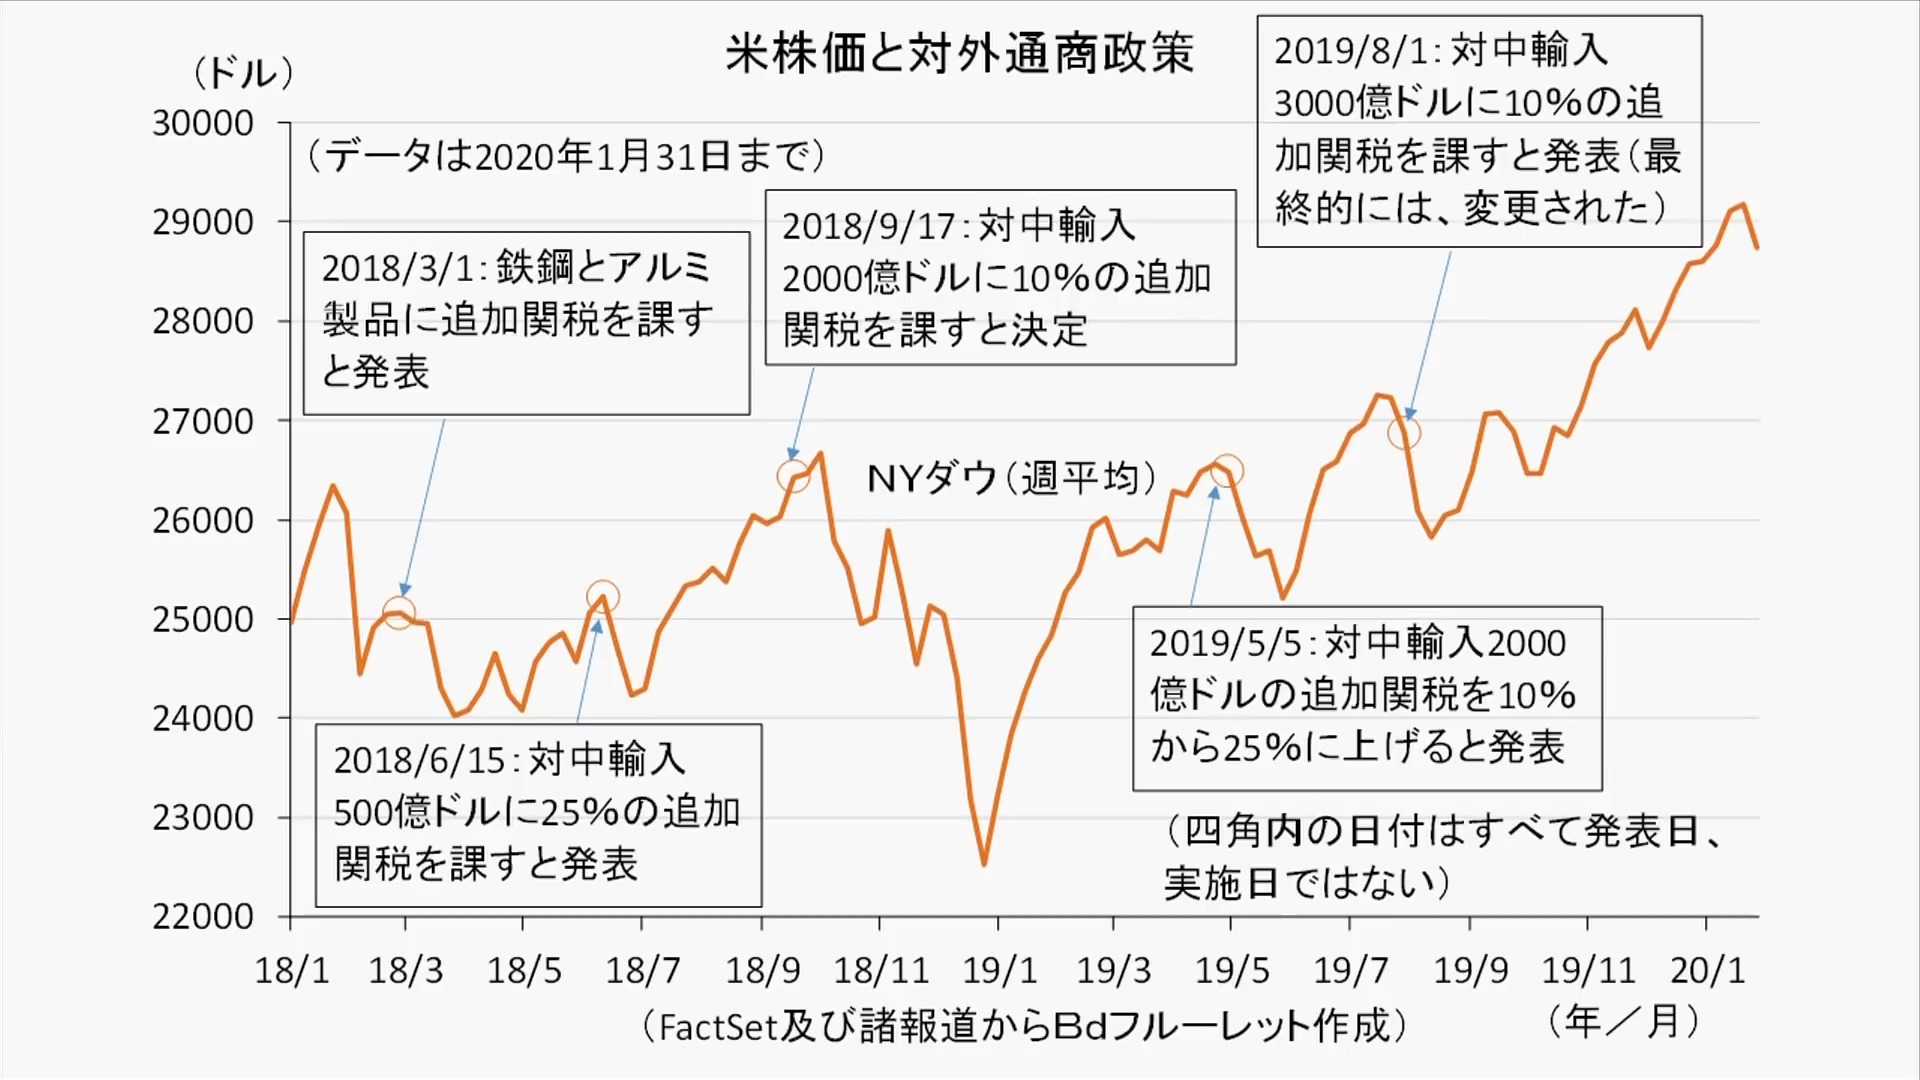 米株価と対外通商政策
（ドル）
30000
29000
28000
27000
26000
25000
24000
23000
22000
（データは2020年1月31日まで）
2018/3/1：鉄鋼とアルミ
製品に追加関税を課す
と発表
2018/9/17：対中輸入
2000億ドルに10％の追加
関税を課すと決定
2019/8/1：対中輸入
3000億ドルに10％の追
加関税を課すと発表（最
終的には、変更された）
NYダウ（週平均）
2018/6/15：対中輸入
500億ドルに25％の追加
関税を課すと発表
2019/5/5：対中輸入2000
億ドルの追加関税を10％
から25％に上げると発表
（四角内の日付はすべて発表日、
実施日ではない）
18/1 18/3 18/5 18/7 18/9 18/11 19/1 19/3 19/5 19/7 19/9 19/11 20/1
（年／月）
（FactSet及び諸報道からBdフルーレット作成）